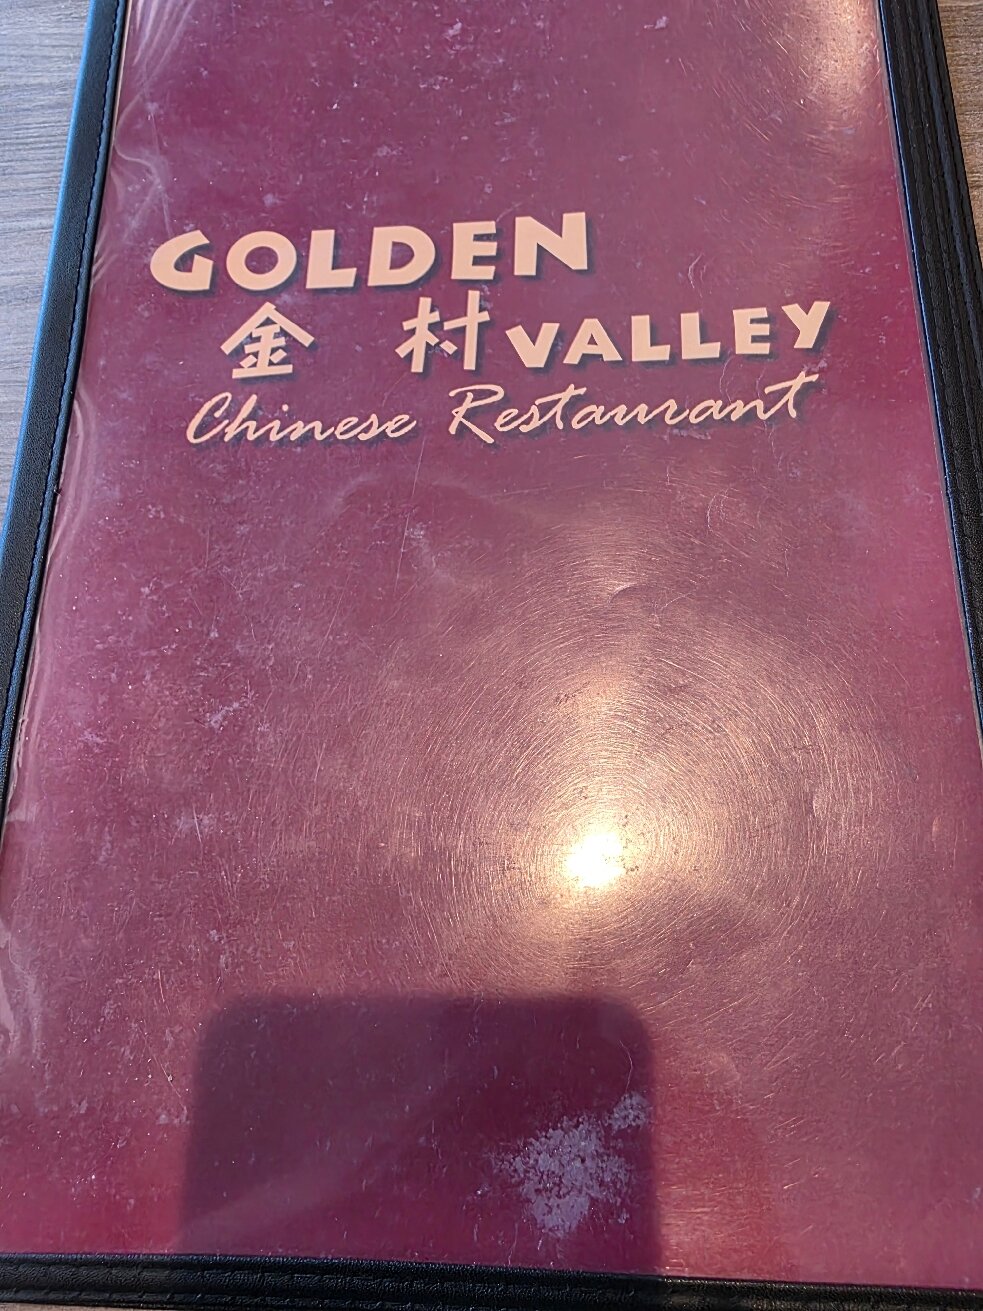 GOLDEN
金 村 VALLEY
Chinese Restaurant